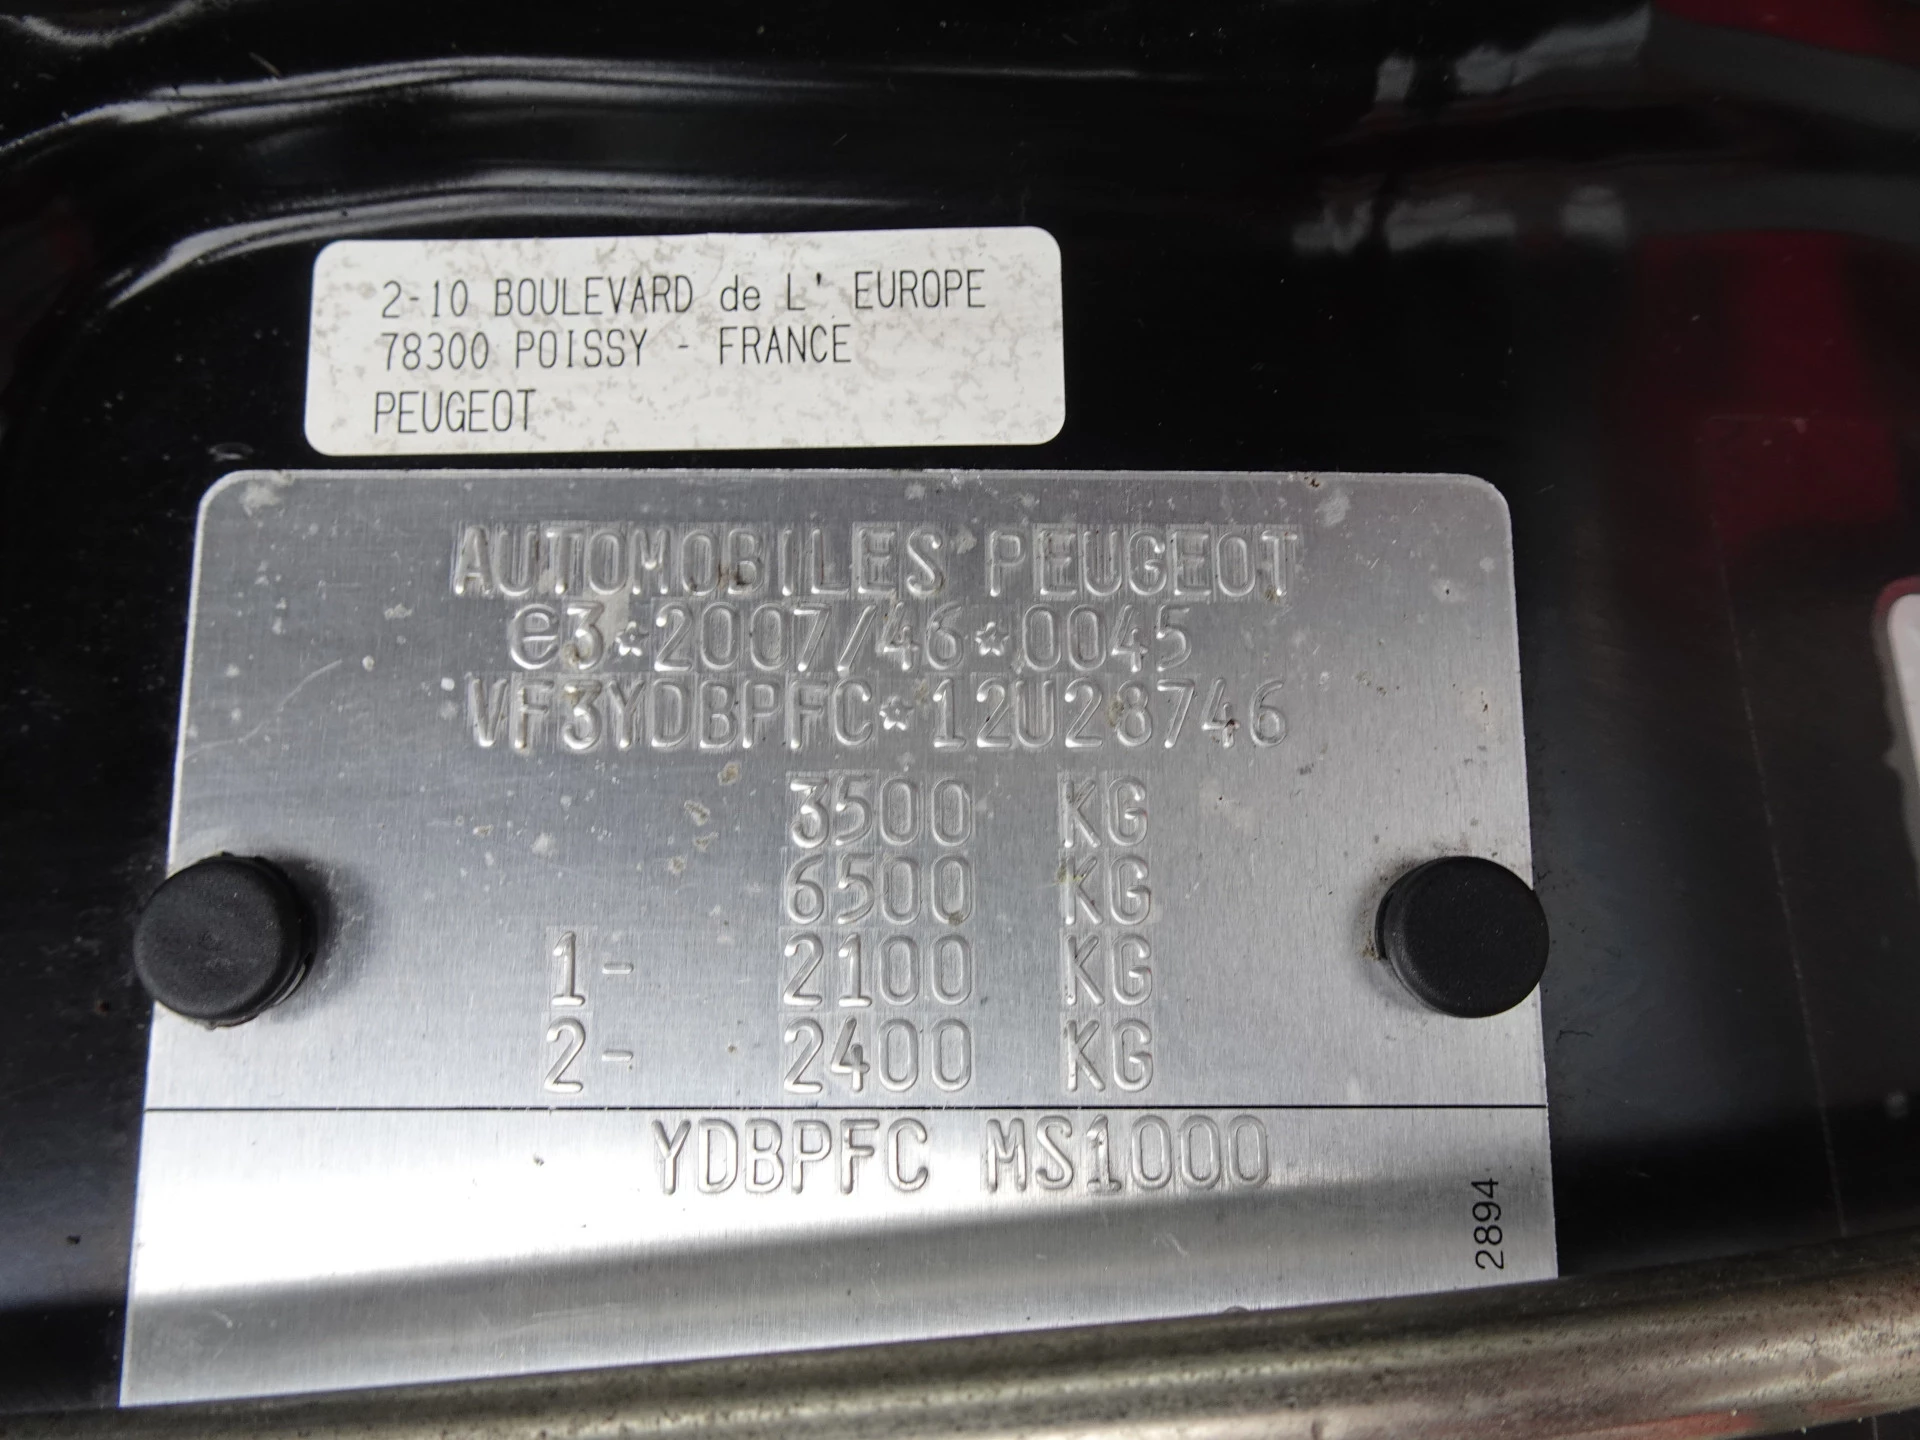 2-10 BOULEVARD de L' EUROPE
78300 POISSY - FRANCE
PEUGEOT
AUTOMOBILES PEUGEOT
e3*2007/46*0045
VF3YDBPFC*12U28746
3500 KG
6500 KG
1- 2100 KG
2- 2400 KG
YDBPFC MS1000
2894